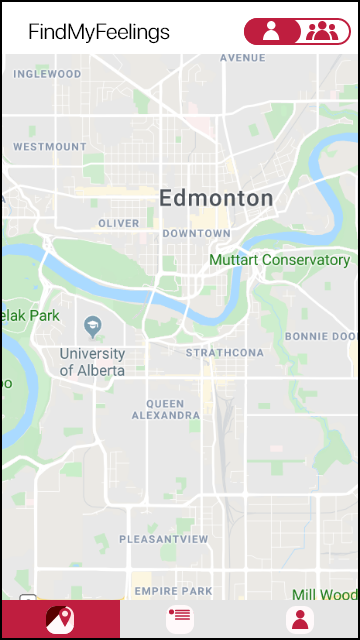 FindMyFeelings
AVENUE
INGLEWOOD
WESTMOUNT
Edmonton
OLIVER
DOWNTOWN
Muttart Conservatory
elak Park
University
of Alberta
BONNIE DOO
STRATHCONA
oo
QUEEN
ALEXANDRA
PLEASANTVIEW
EMPIRE PARK
Mill Wood